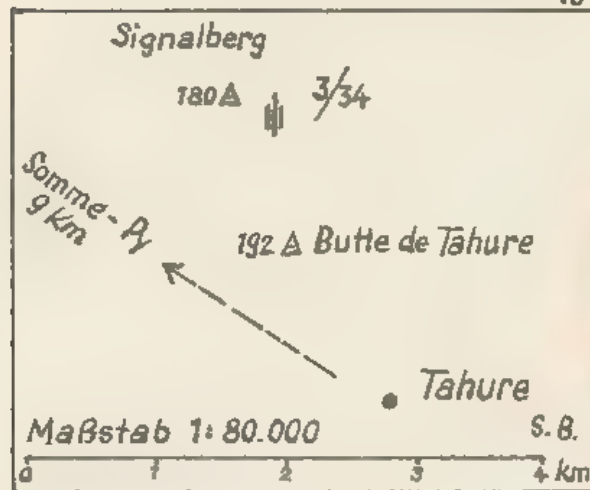 Signalberg
180 3/34
Somme-Py
9 Km
192 Butte de Tahure
Tahure
Maßstab 1:80.000 S.B.
0 1 2 3 4 km